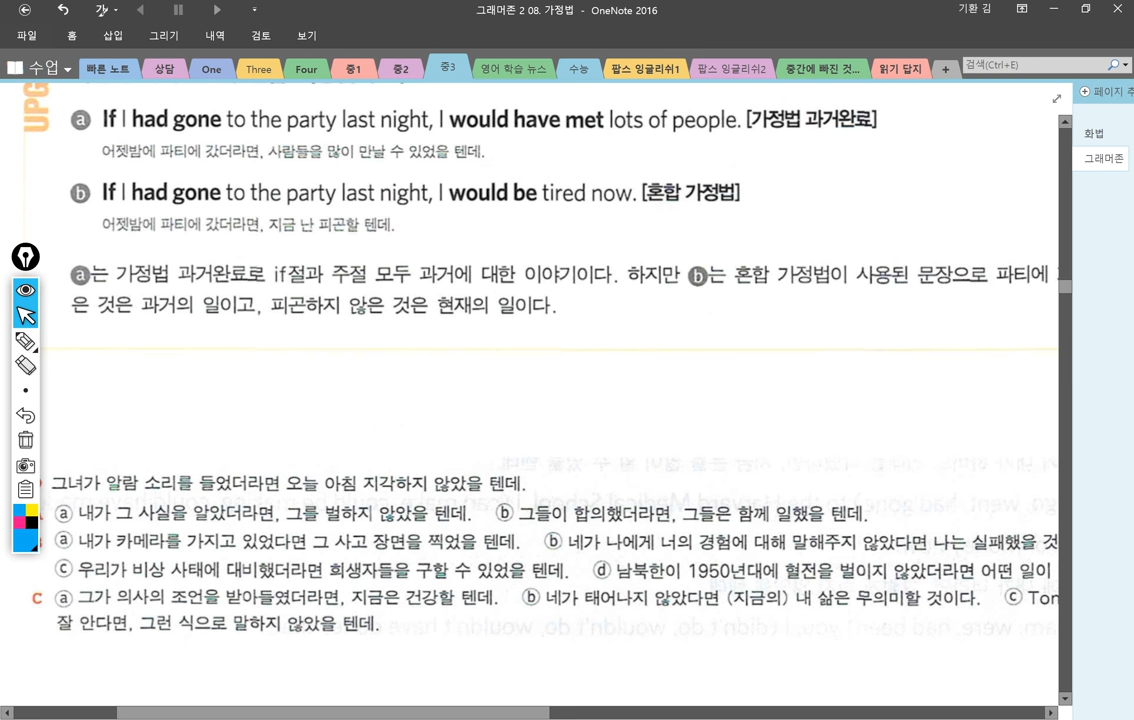 그래머존 2 08. 가정법 - OneNote 2016
기환 김
파일 홈 삽입 그리기 내역 검토 보기
수업 빠른 노트 상담 One Three Four 중1 중2 중3 영어 학습 뉴스 수능 팝스 잉글리쉬1 팝스 잉글리쉬2 중간에 빠진 것... 읽기 답지 + 검색(Ctrl+E)
페이지 추
화법
그래머존
UPG
ⓐ If I had gone to the party last night, I would have met lots of people. [가정법 과거완료]
어젯밤에 파티에 갔더라면, 사람들을 많이 만날 수 있었을 텐데.
ⓑ If I had gone to the party last night, I would be tired now. [혼합 가정법]
어젯밤에 파티에 갔더라면, 지금 난 피곤할 텐데.
ⓐ는 가정법 과거완료로 if절과 주절 모두 과거에 대한 이야기이다. 하지만 ⓑ는 혼합 가정법이 사용된 문장으로 파티에
은 것은 과거의 일이고, 피곤하지 않은 것은 현재의 일이다.
그녀가 알람 소리를 들었더라면 오늘 아침 지각하지 않았을 텐데.
ⓐ 내가 그 사실을 알았더라면, 그를 벌하지 않았을 텐데. ⓑ 그들이 합의했더라면, 그들은 함께 일했을 텐데.
ⓐ 내가 카메라를 가지고 있었다면 그 사고 장면을 찍었을 텐데. ⓑ 네가 나에게 너의 경험에 대해 말해주지 않았다면 나는 실패했을 것
ⓒ 우리가 비상 사태에 대비했더라면 희생자들을 구할 수 있었을 텐데. ⓓ 남북한이 1950년대에 혈전을 벌이지 않았더라면 어떤 일이
C ⓐ 그가 의사의 조언을 받아들였더라면, 지금은 건강할 텐데. ⓑ 네가 태어나지 않았다면 (지금의) 내 삶은 무의미할 것이다. ⓒ Ton
잘 안다면, 그런 식으로 말하지 않았을 텐데.